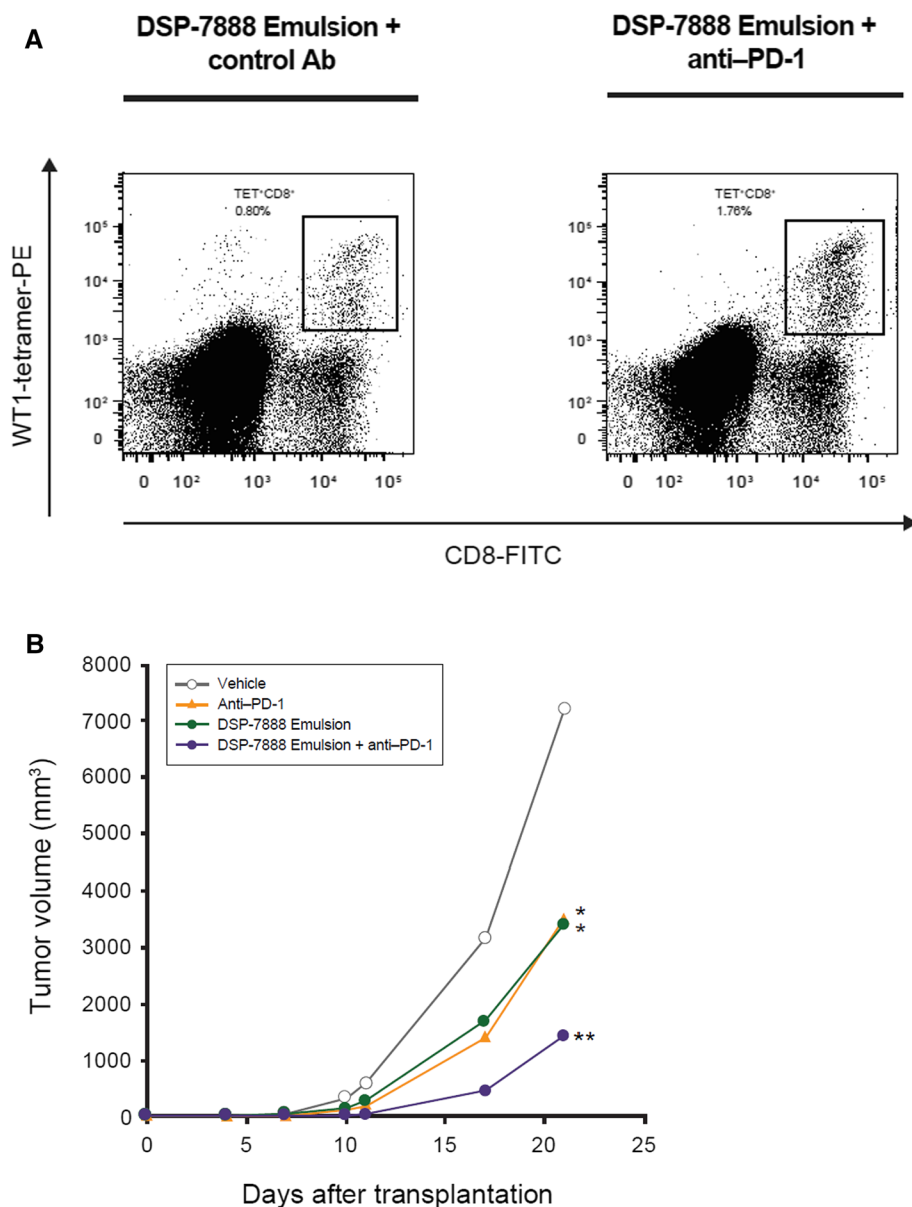 A
DSP-7888 Emulsion +
control Ab
DSP-7888 Emulsion +
anti–PD-1
WT1-tetramer-PE
TET⁺CD8⁺
0.80%
10⁵
10⁴
10³
10²
0
0 10² 10³ 10⁴ 10⁵
TET⁺CD8⁺
1.76%
10⁵
10⁴
10³
10²
0
0 10² 10³ 10⁴ 10⁵
CD8-FITC
B
Tumor volume (mm³)
8000
7000
6000
5000
4000
3000
2000
1000
0
Vehicle
Anti–PD-1
DSP-7888 Emulsion
DSP-7888 Emulsion + anti–PD-1
*
*
**
0 5 10 15 20 25
Days after transplantation